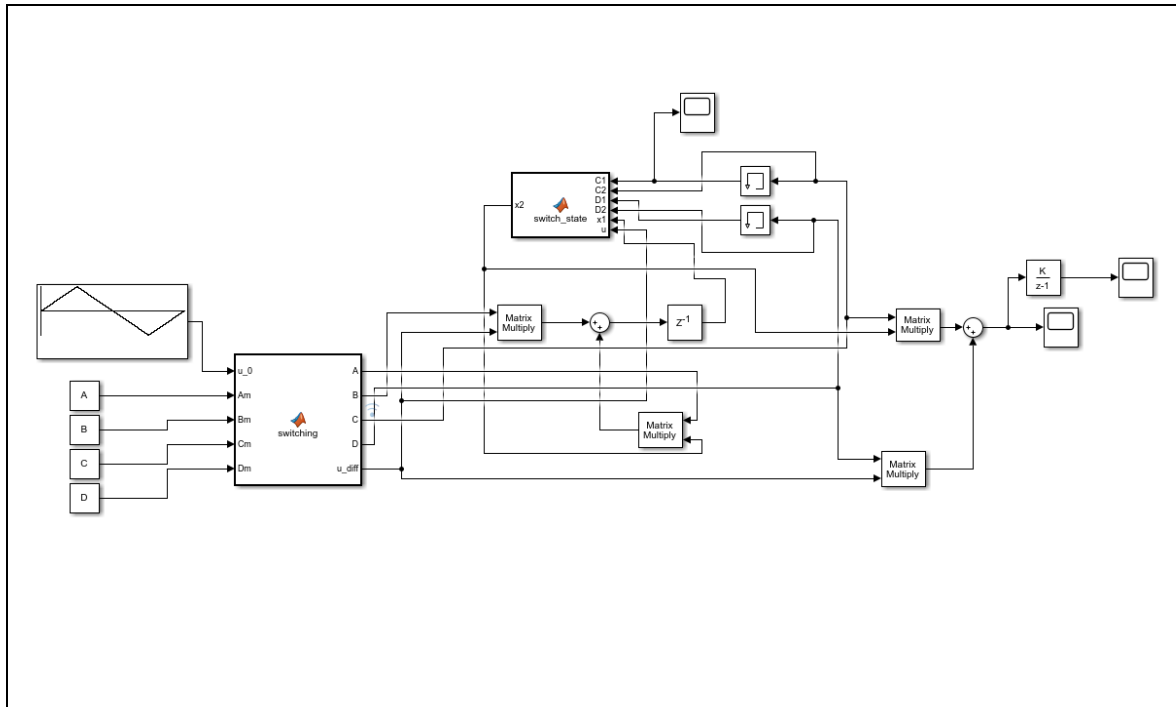 C1
C2
D1
D2
x1
u
x2
switch_state
K
z-1
Matrix
Multiply
Z-1
Matrix
Multiply
+
+
+
+
u_0
Am
Bm
Cm
Dm
A
B
C
D
u_diff
switching
A
B
C
D
Matrix
Multiply
Matrix
Multiply